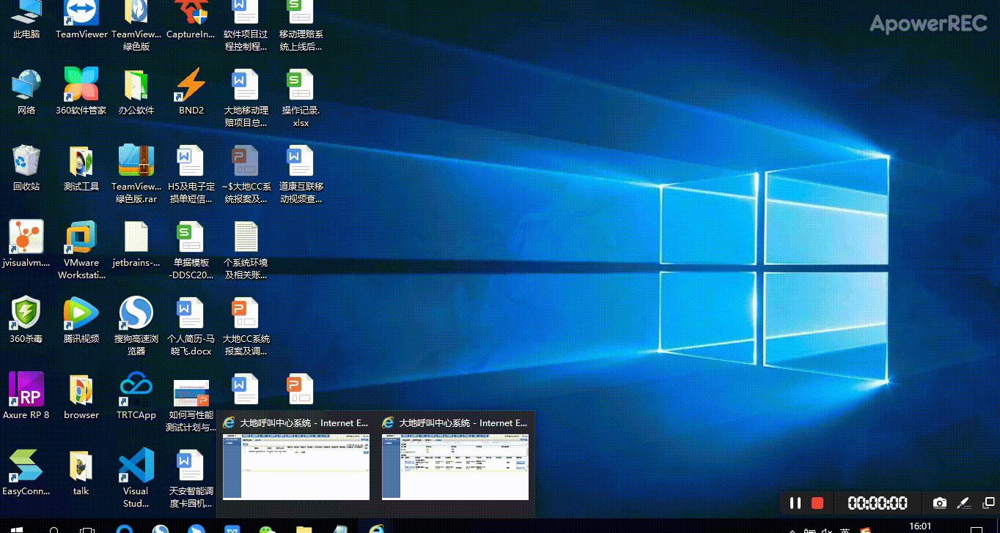 ApowerREC
此电脑
TeamViewer
TeamView...
绿色版
CaptureIn...
软件项目过
程控制程...
移动理赔系
统上线后...
网络
360软件管家
办公软件
BND2
大地移动理
赔项目总...
操作记录.
xlsx
回收站
测试工具
TeamView...
绿色版.rar
H5及电子定
损单短信...
~$大地CC系
统报案及...
道康互联移
动视频查...
jvisualvm....
VMware
Workstati...
jetbrains-...
单据模板
-DDSC20...
个系统环境
及相关账...
360杀毒
腾讯视频
搜狗高速浏
览器
个人简历-马
晓飞.docx
大地CC系统
报案及调...
Axure RP 8
browser
TRTCApp
如何写性能
测试计划与...
大地呼叫中心系统 - Internet E...
大地呼叫中心系统 - Internet E...
EasyConn...
talk
Visual
Stud...
天安智能调
度卡园机...
00:00:00
英
16:01